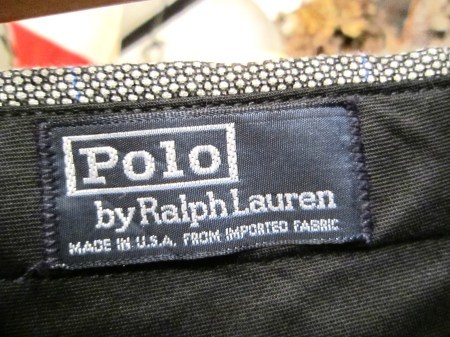 Polo
by Ralph Lauren
MADE IN U.S.A. FROM IMPORTED FABRIC